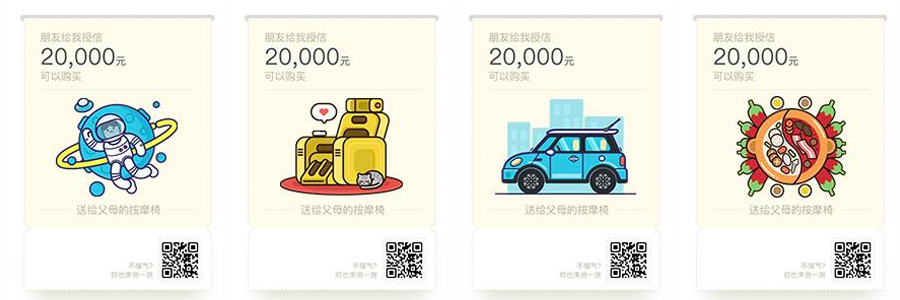 朋友给我授信
20,000元
可以购买
送给父母的按摩椅
不服气?
你也来测一测
朋友给我授信
20,000元
可以购买
送给父母的按摩椅
不服气?
你也来测一测
朋友给我授信
20,000元
可以购买
送给父母的按摩椅
不服气?
你也来测一测
朋友给我授信
20,000元
可以购买
送给父母的按摩椅
不服气?
你也来测一测